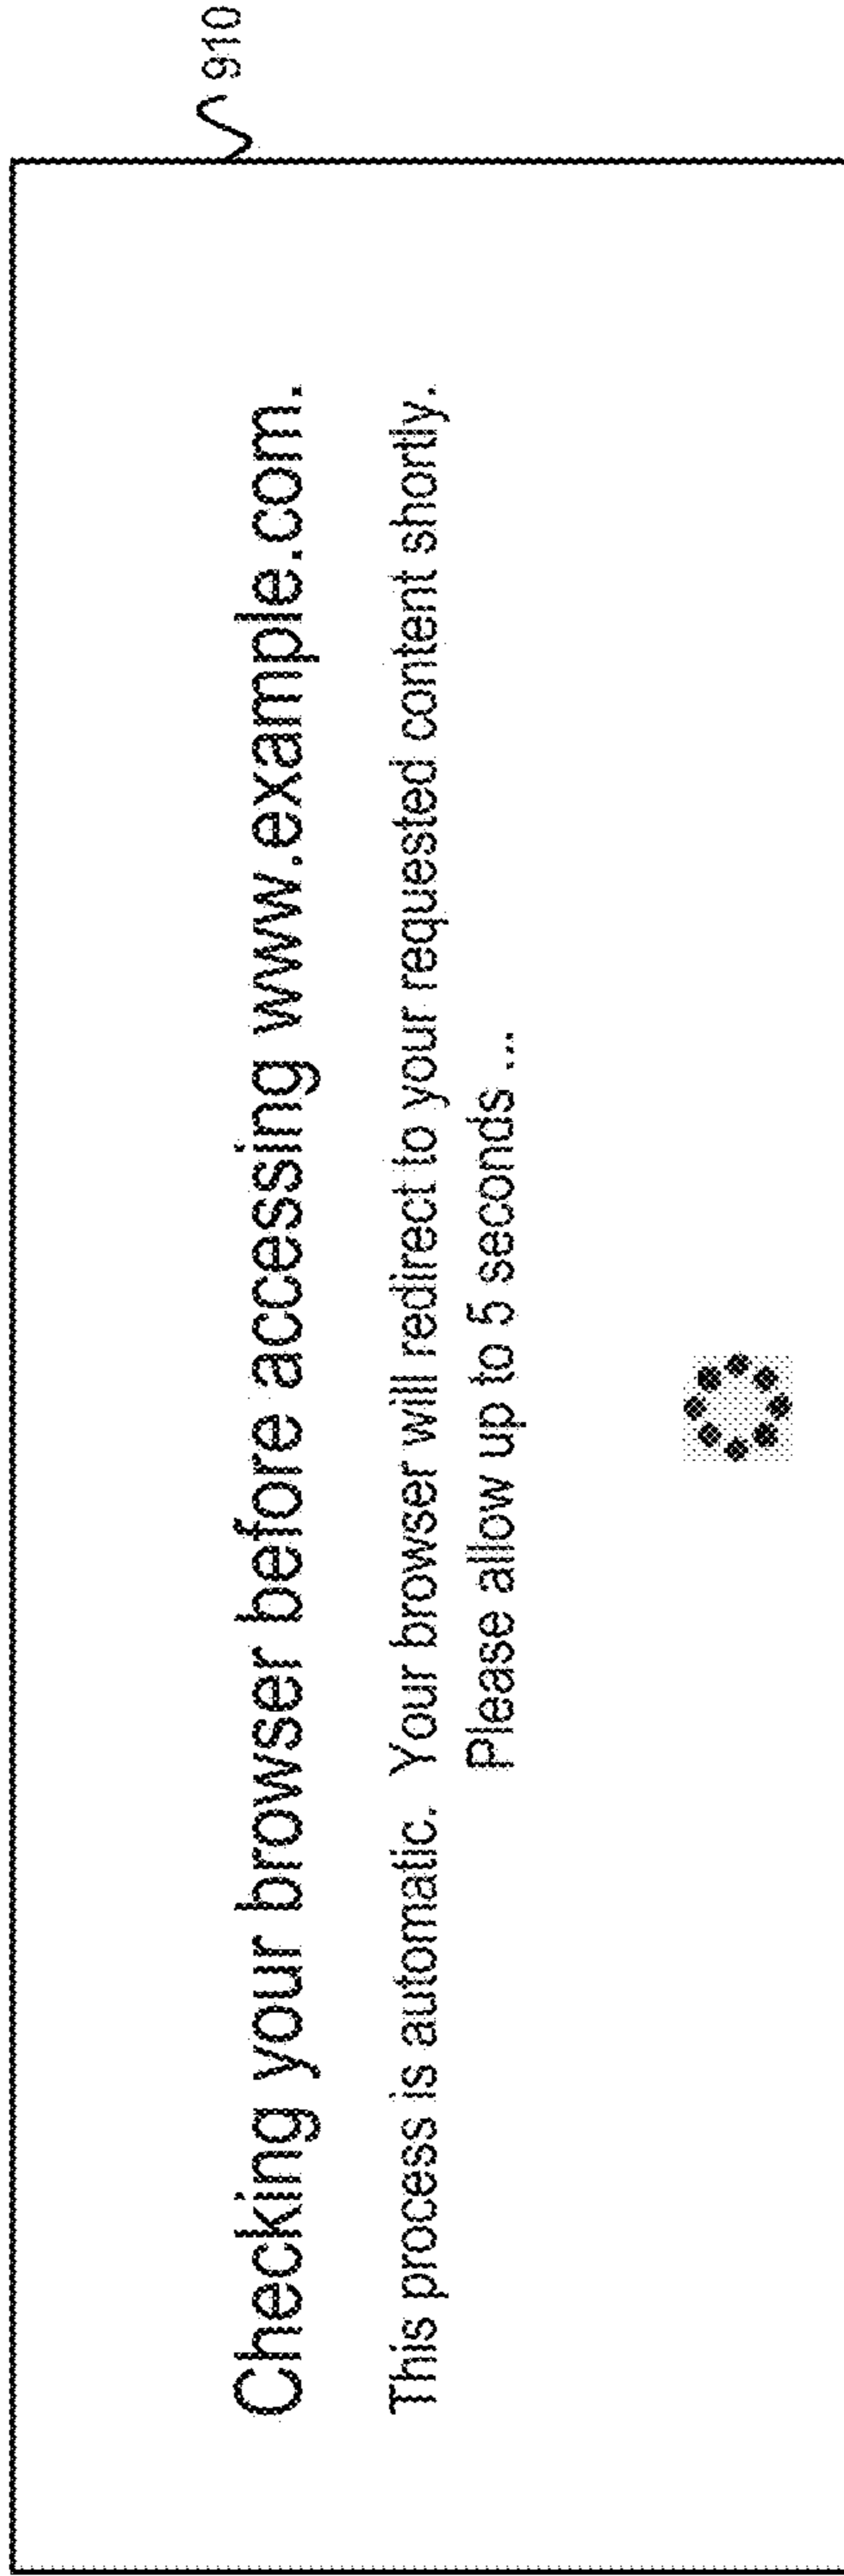 910
Checking your browser before accessing www.example.com.
This process is automatic. Your browser will redirect to your requested content shortly.
Please allow up to 5 seconds ...